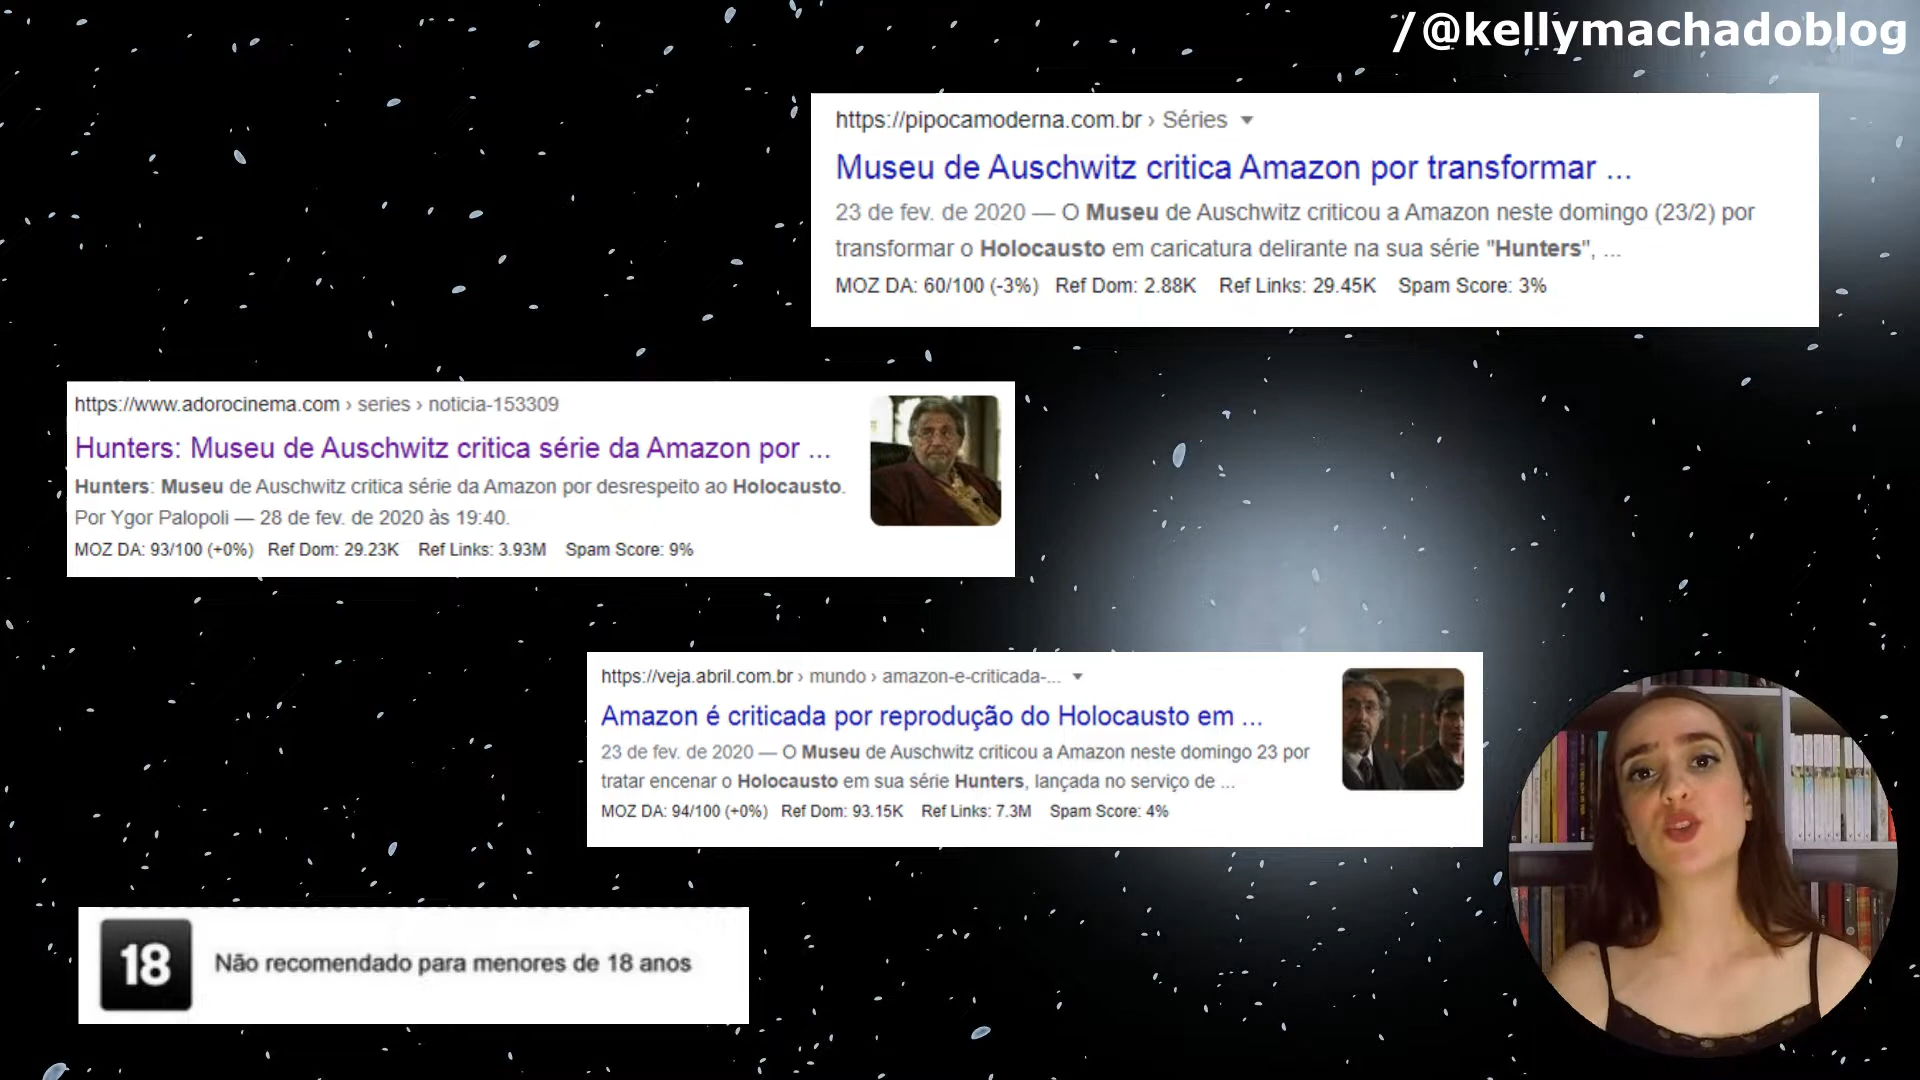 /@kellymachadoblog
https://pipocamoderna.com.br › Séries
Museu de Auschwitz critica Amazon por transformar ...
23 de fev. de 2020 — O Museu de Auschwitz criticou a Amazon neste domingo (23/2) por
transformar o Holocausto em caricatura delirante na sua série "Hunters", ...
MOZ DA: 60/100 (-3%) Ref Dom: 2.88K Ref Links: 29.45K Spam Score: 3%
https://www.adorocinema.com › series › noticia-153309
Hunters: Museu de Auschwitz critica série da Amazon por ...
Hunters: Museu de Auschwitz critica série da Amazon por desrespeito ao Holocausto.
Por Ygor Palopoli — 28 de fev. de 2020 às 19:40.
MOZ DA: 93/100 (+0%) Ref Dom: 29.23K Ref Links: 3.93M Spam Score: 9%
https://veja.abril.com.br › mundo › amazon-e-criticada-...
Amazon é criticada por reprodução do Holocausto em ...
23 de fev. de 2020 — O Museu de Auschwitz criticou a Amazon neste domingo 23 por
tratar encenar o Holocausto em sua série Hunters, lançada no serviço de ...
MOZ DA: 94/100 (+0%) Ref Dom: 93.15K Ref Links: 7.3M Spam Score: 4%
18 Não recomendado para menores de 18 anos